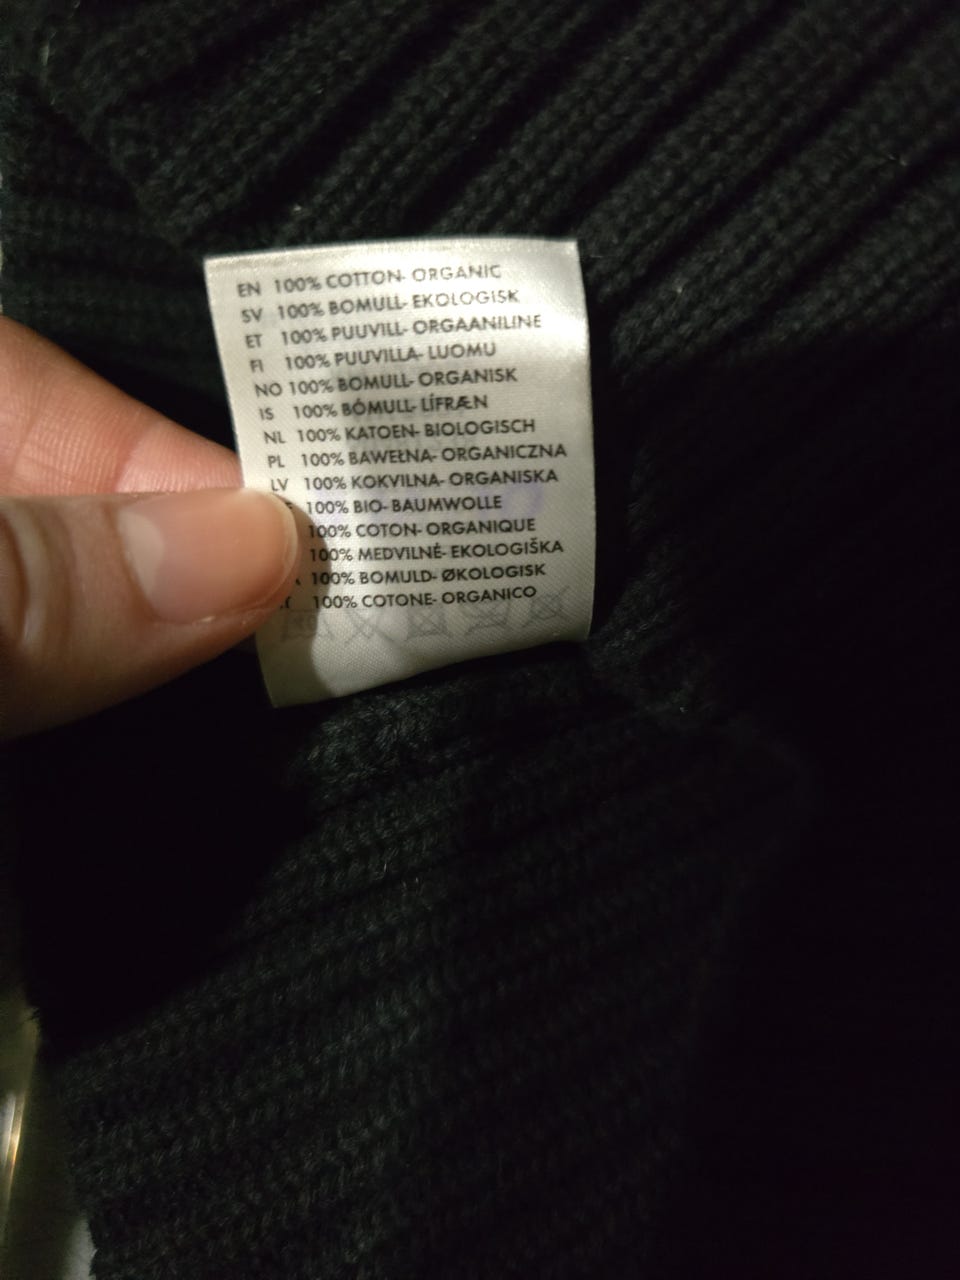 EN 100% COTTON- ORGANIC
SV 100% BOMULL- EKOLOGISK
ET 100% PUUVILL- ORGAANILINE
FI 100% PUUVILLA- LUOMU
NO 100% BOMULL- ORGANISK
IS 100% BÓMULL- LÍFRÆN
NL 100% KATOEN- BIOLOGISCH
PL 100% BAWEŁNA- ORGANICZNA
LV 100% KOKVILNA- ORGANISKA
100% BIO- BAUMWOLLE
100% COTON- ORGANIQUE
100% MEDVILNĖ- EKOLOGIŠKA
100% BOMULD- ØKOLOGISK
100% COTONE- ORGANICO